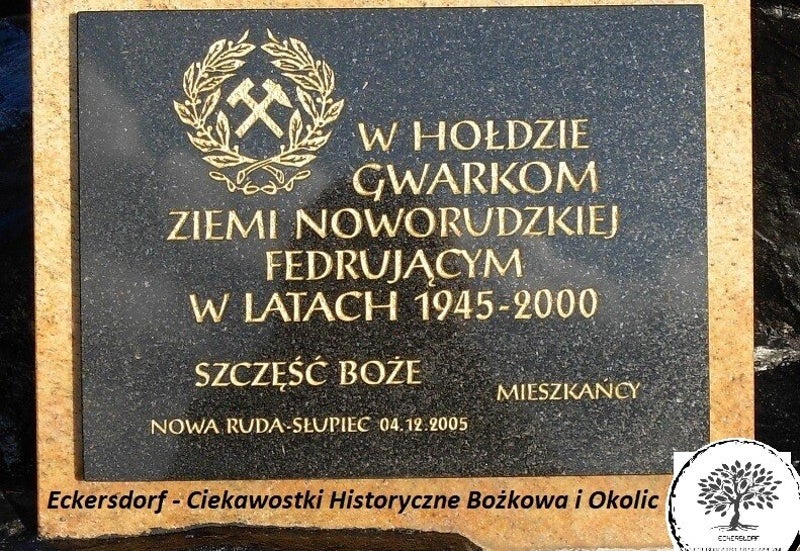 W HOŁDZIE
GWARKOM
ZIEMI NOWORUDZKIEJ
FEDRUJĄCYM
W LATACH 1945-2000
SZCZĘŚĆ BOŻE
MIESZKAŃCY
NOWA RUDA-SŁUPIEC 04.12.2005
Eckersdorf - Ciekawostki Historyczne Bożkowa i Okolic
ECKERSDORF